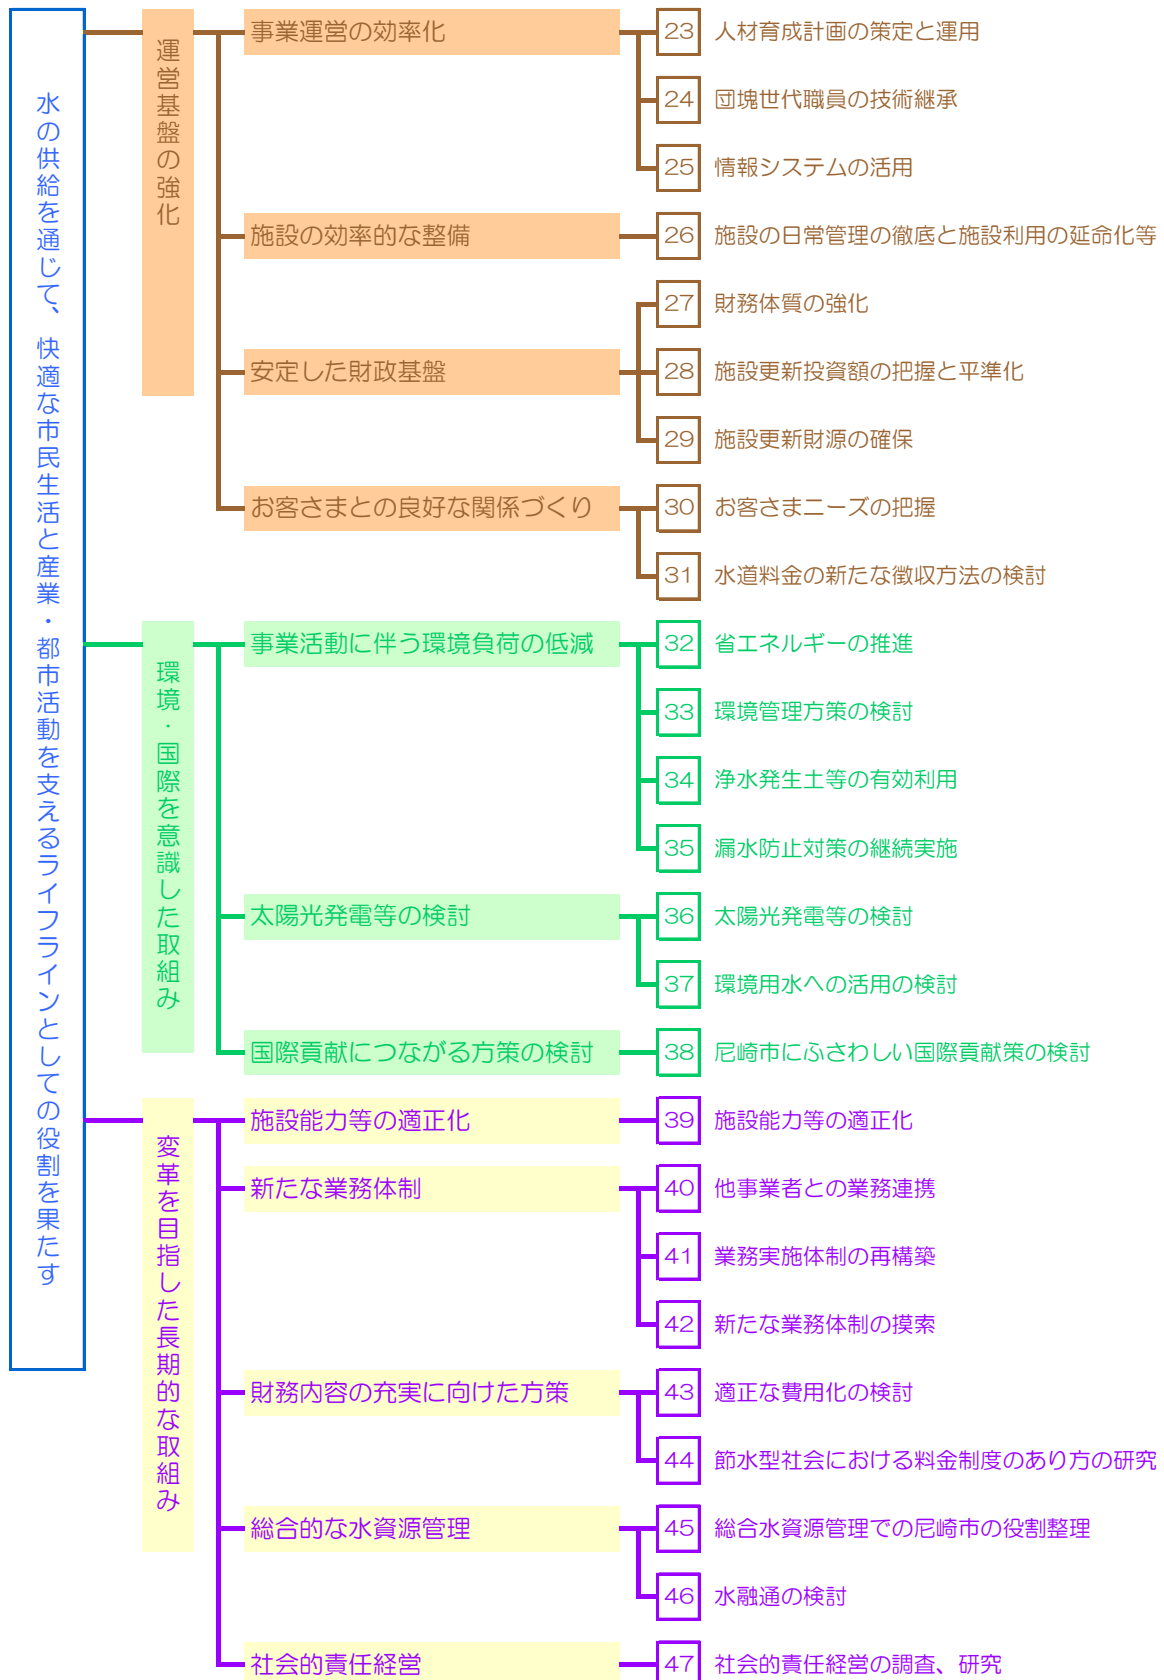 水の供給を通じて、快適な市民生活と産業・都市活動を支えるライフラインとしての役割を果たす
運営基盤の強化
事業運営の効率化
23 人材育成計画の策定と運用
24 団塊世代職員の技術継承
25 情報システムの活用
施設の効率的な整備
26 施設の日常管理の徹底と施設利用の延命化等
安定した財政基盤
27 財務体質の強化
28 施設更新投資額の把握と平準化
29 施設更新財源の確保
お客さまとの良好な関係づくり
30 お客さまニーズの把握
31 水道料金の新たな徴収方法の検討
環境・国際を意識した取組み
事業活動に伴う環境負荷の低減
32 省エネルギーの推進
33 環境管理方策の検討
34 浄水発生土等の有効利用
35 漏水防止対策の継続実施
太陽光発電等の検討
36 太陽光発電等の検討
37 環境用水への活用の検討
国際貢献につながる方策の検討
38 尼崎市にふさわしい国際貢献策の検討
変革を目指した長期的な取組み
施設能力等の適正化
39 施設能力等の適正化
新たな業務体制
40 他事業者との業務連携
41 業務実施体制の再構築
42 新たな業務体制の摸索
財務内容の充実に向けた方策
43 適正な費用化の検討
44 節水型社会における料金制度のあり方の研究
総合的な水資源管理
45 総合水資源管理での尼崎市の役割整理
46 水融通の検討
社会的責任経営
47 社会的責任経営の調査、研究